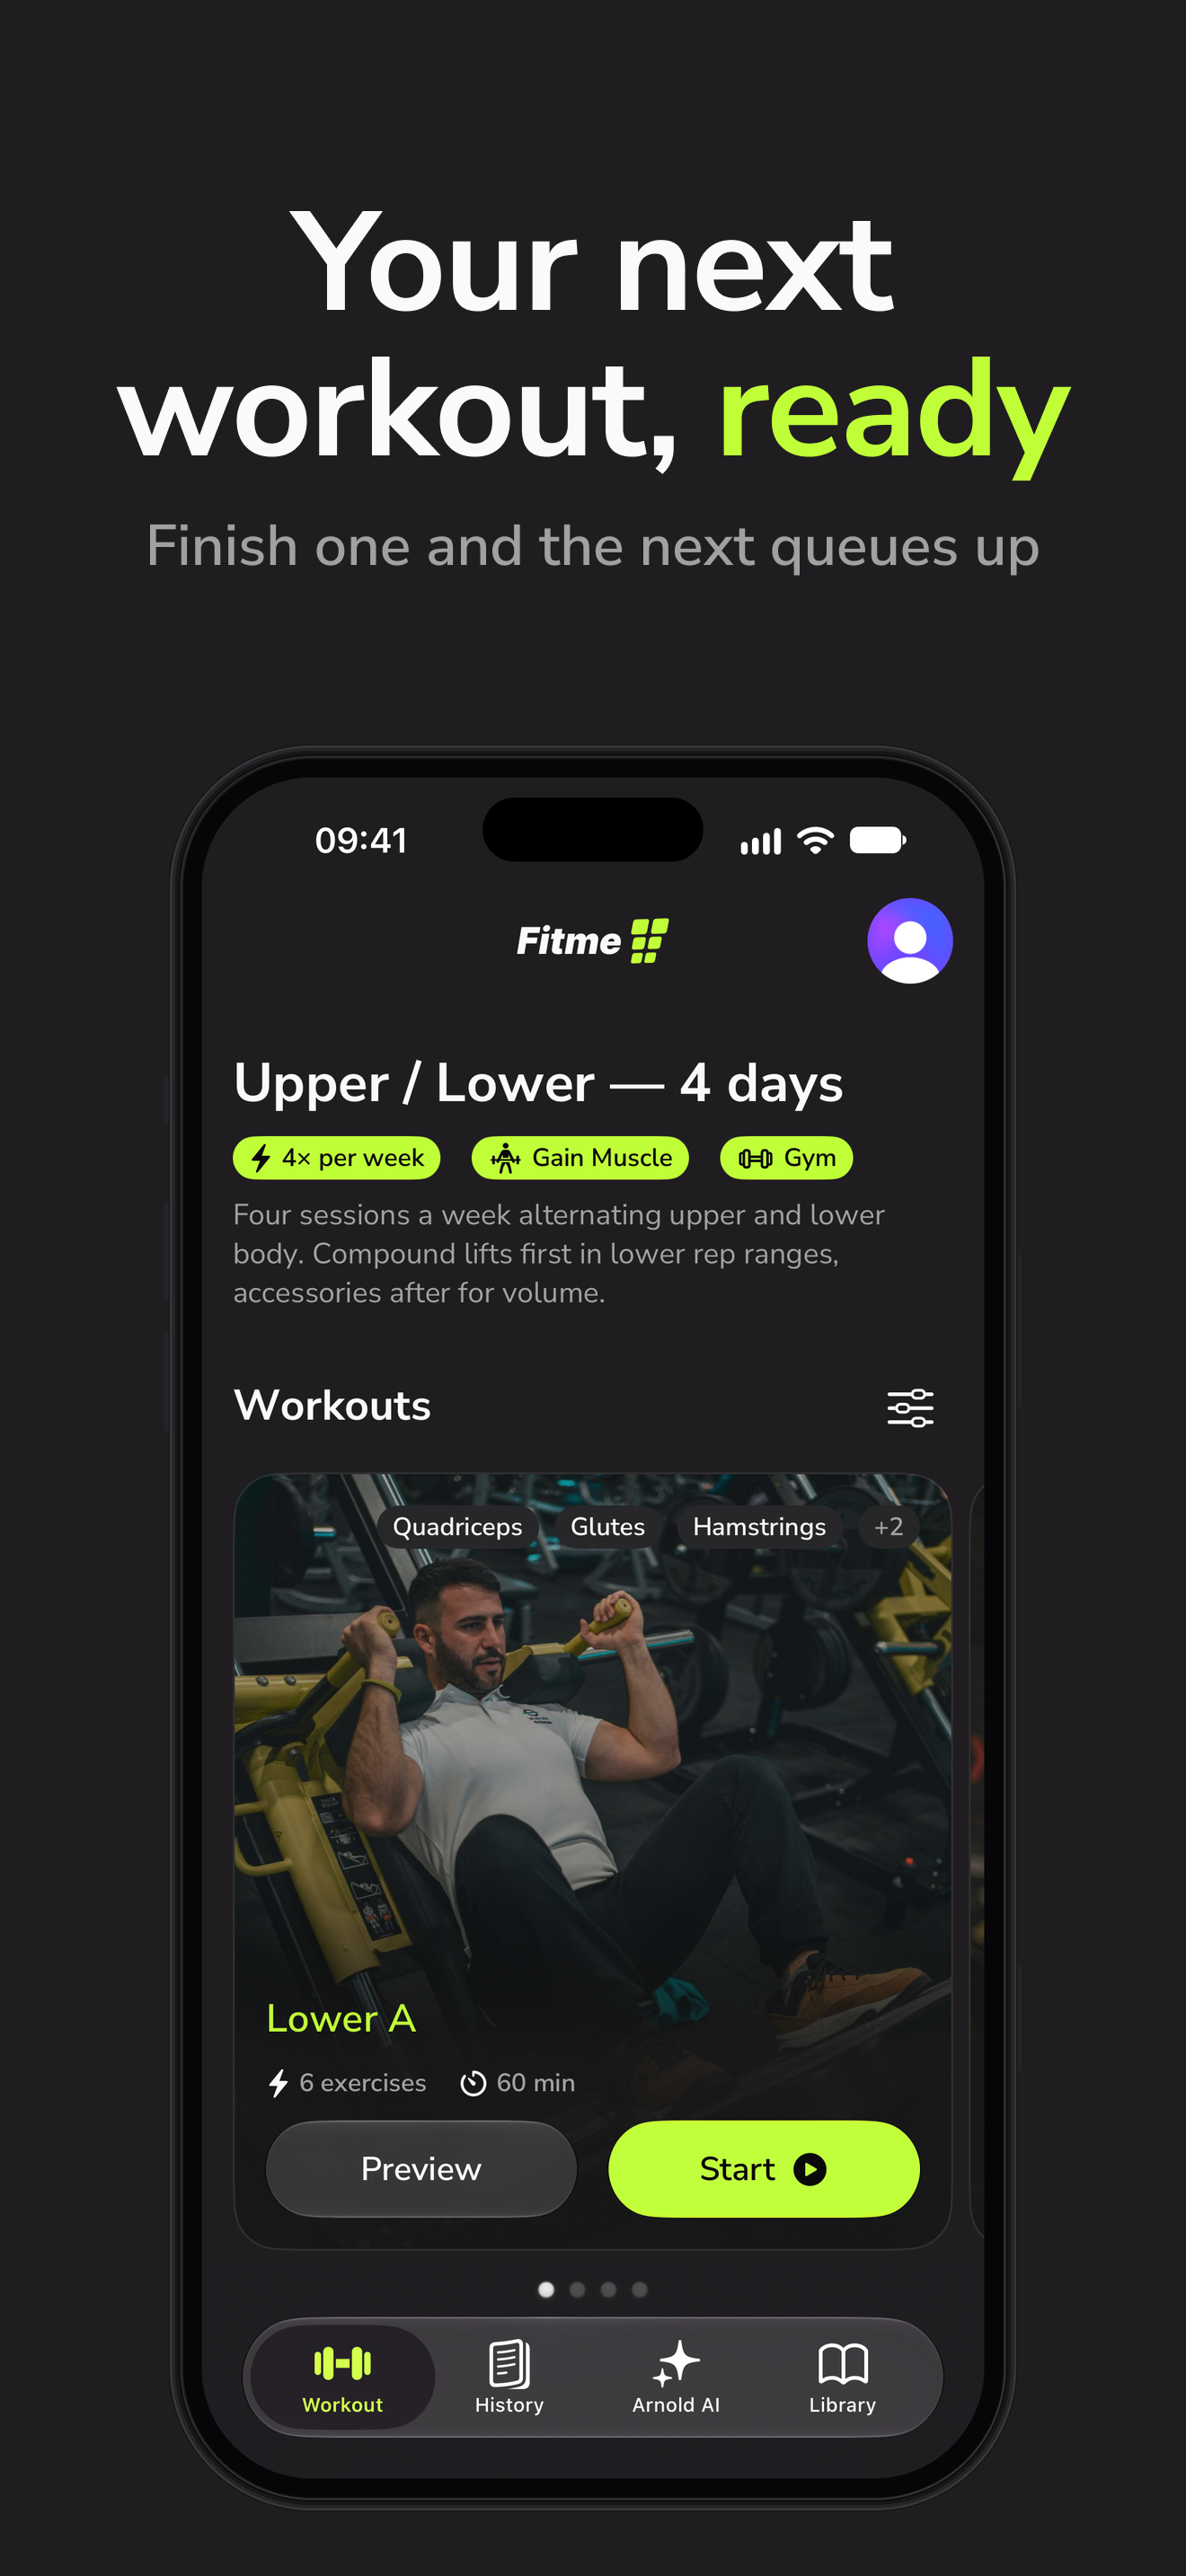 Your next
workout, ready
Finish one and the next queues up
09:41
Fitme
Upper / Lower — 4 days
4× per week
Gain Muscle
Gym
Four sessions a week alternating upper and lower
body. Compound lifts first in lower rep ranges,
accessories after for volume.
Workouts
Quadriceps
Glutes
Hamstrings
+2
Lower A
6 exercises
60 min
Preview
Start
Workout
History
Arnold AI
Library